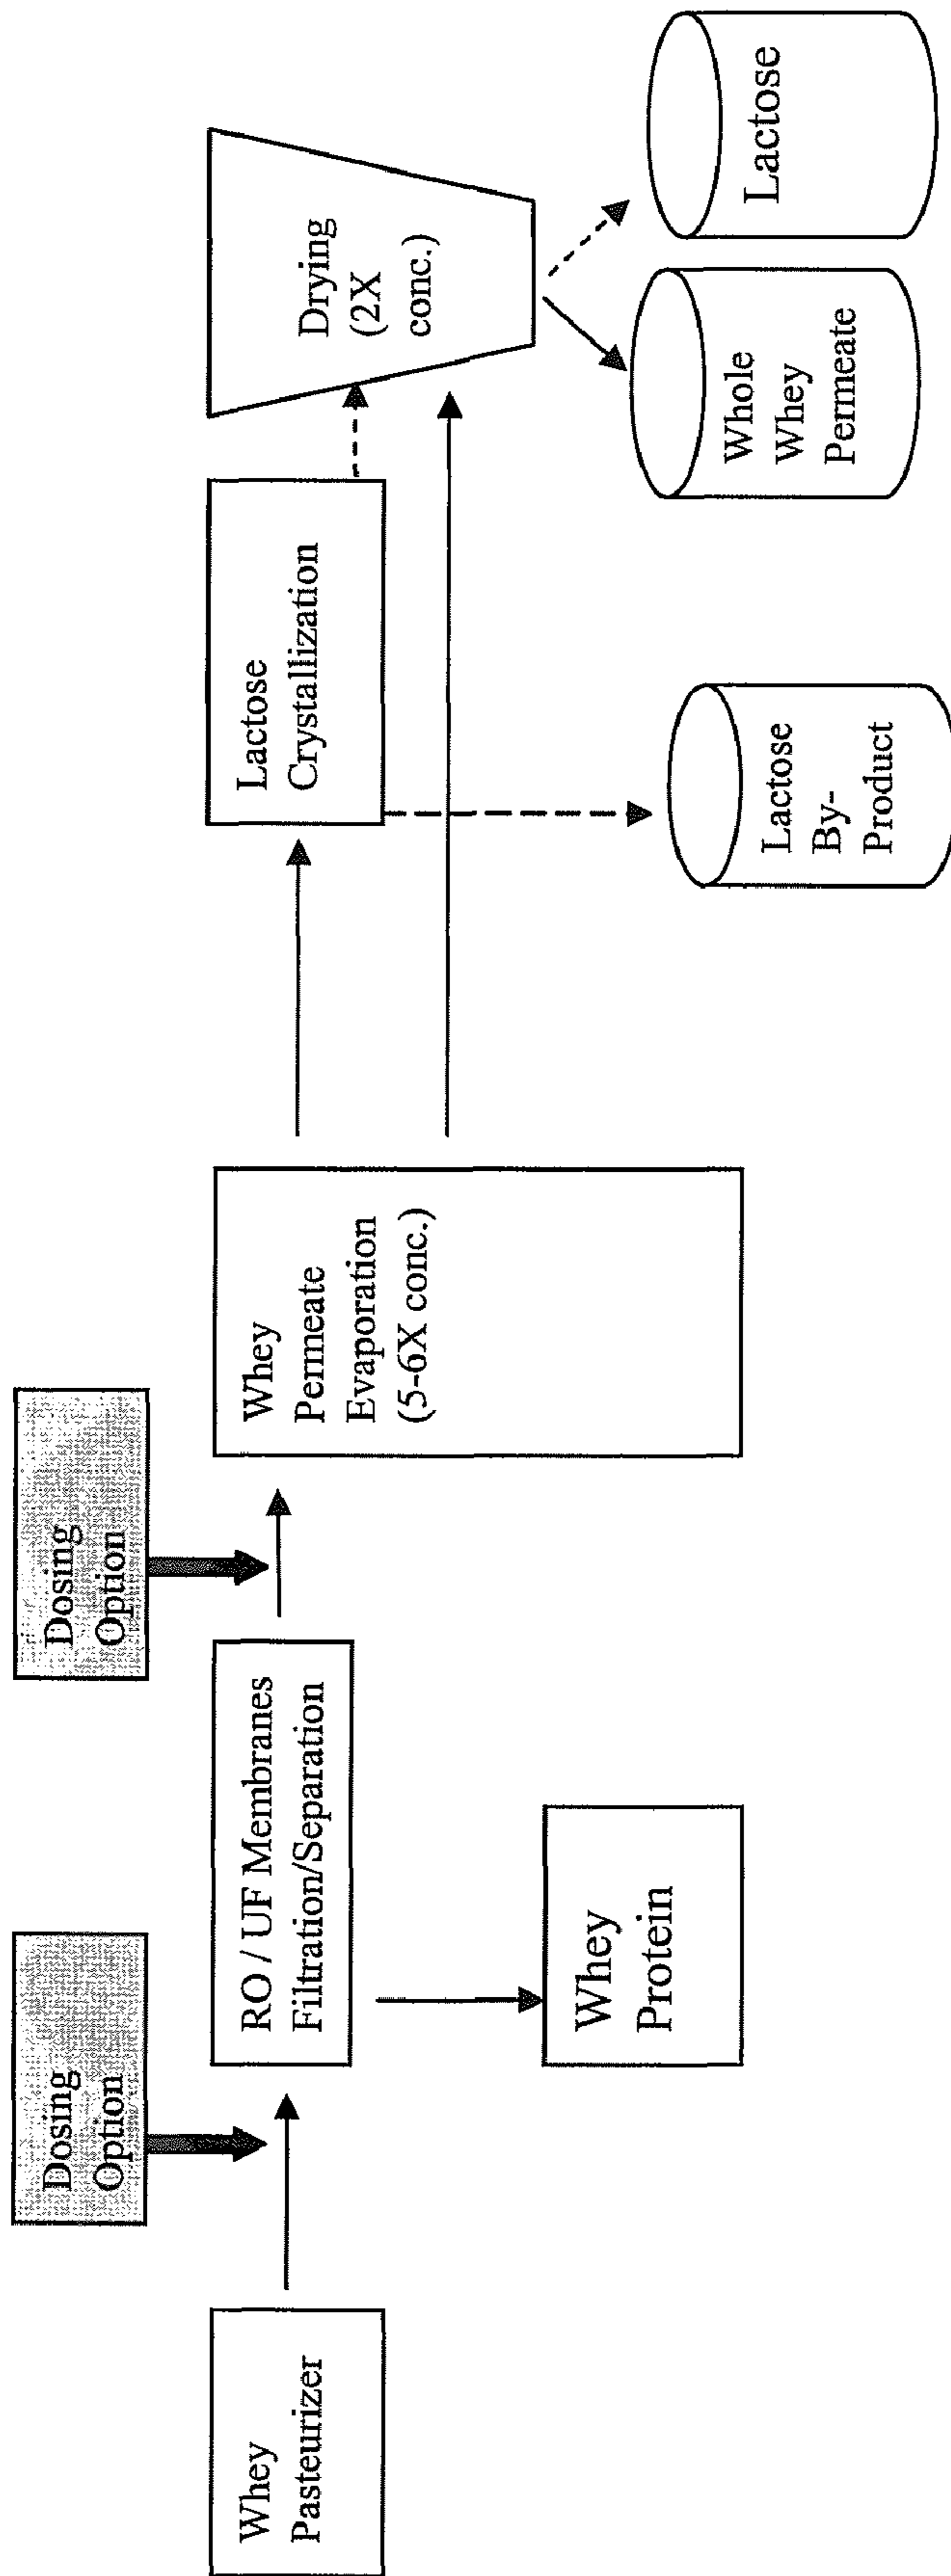 Dosing
Option
Dosing
Option
Whey
Pasteurizer
RO / UF Membranes
Filtration/Separation
Whey
Protein
Whey
Permeate
Evaporation
(5-6X conc.)
Lactose
Crystallization
Drying
(2X
conc.)
Lactose
By-
Product
Whole
Whey
Permeate
Lactose